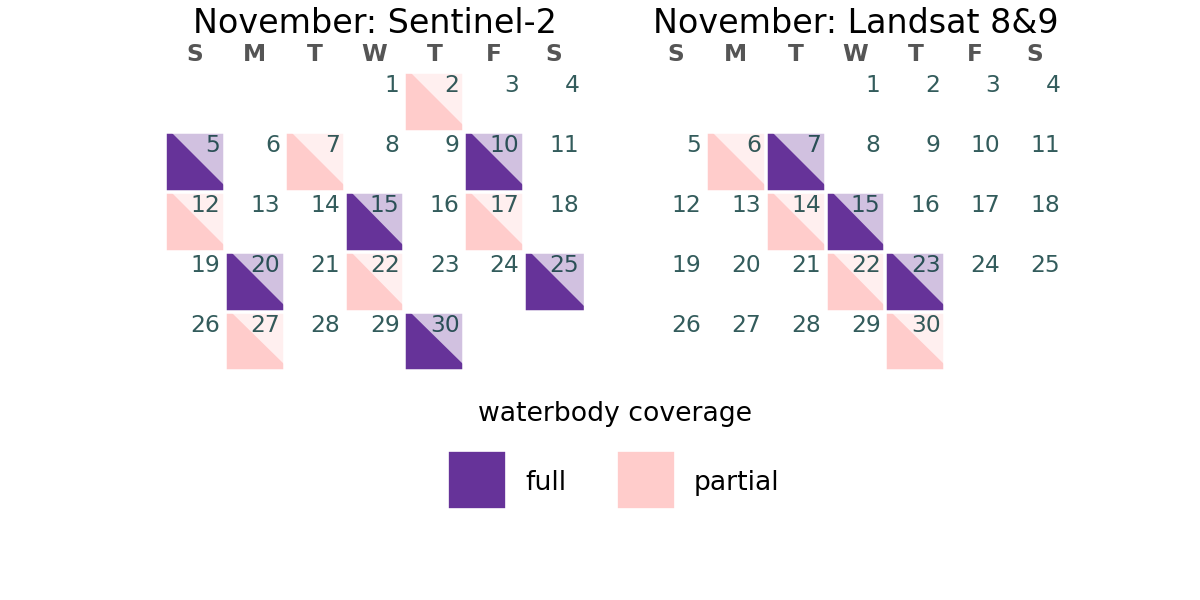 November: Sentinel-2
S M T W T F S
1 2 3 4
5 6 7 8 9 10 11
12 13 14 15 16 17 18
19 20 21 22 23 24 25
26 27 28 29 30
November: Landsat 8&9
S M T W T F S
1 2 3 4
5 6 7 8 9 10 11
12 13 14 15 16 17 18
19 20 21 22 23 24 25
26 27 28 29 30
waterbody coverage
full partial